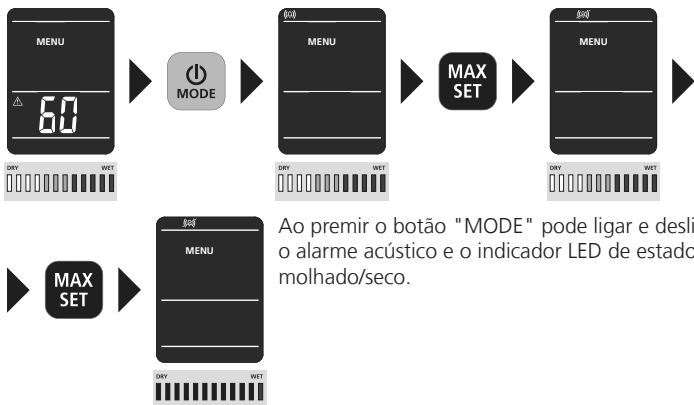 MENU
60
DRY WET
MODE
MENU
DRY WET
MAX
SET
MENU
DRY WET
MAX
SET
MENU
DRY WET
Ao premir o botão "MODE" pode ligar e desli
o alarme acústico e o indicador LED de estado
molhado/seco.